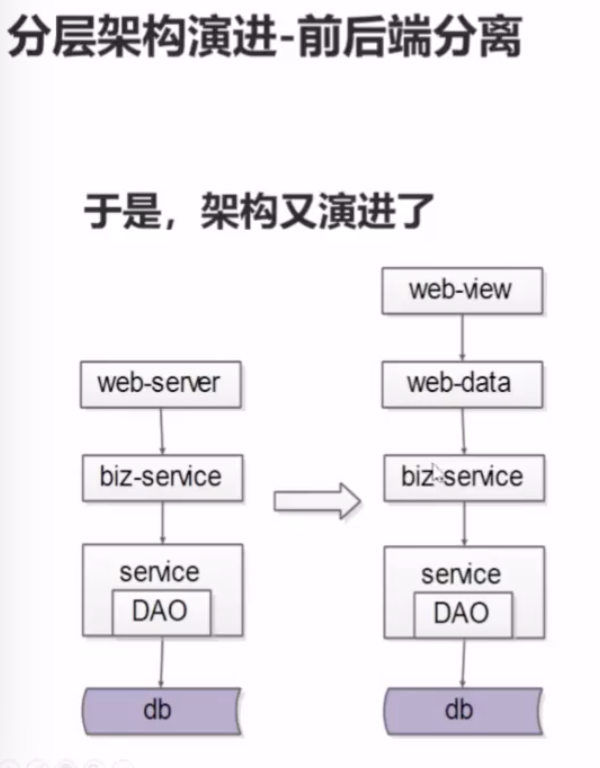 分层架构演进-前后端分离
于是，架构又演进了
web-server
biz-service
service
DAO
db
web-view
web-data
biz-service
service
DAO
db